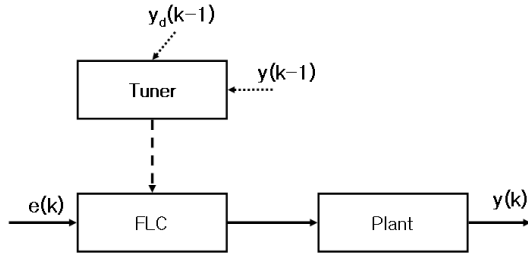 y_d(k-1)
y(k-1)
Tuner
e(k)
FLC
Plant
y(k)